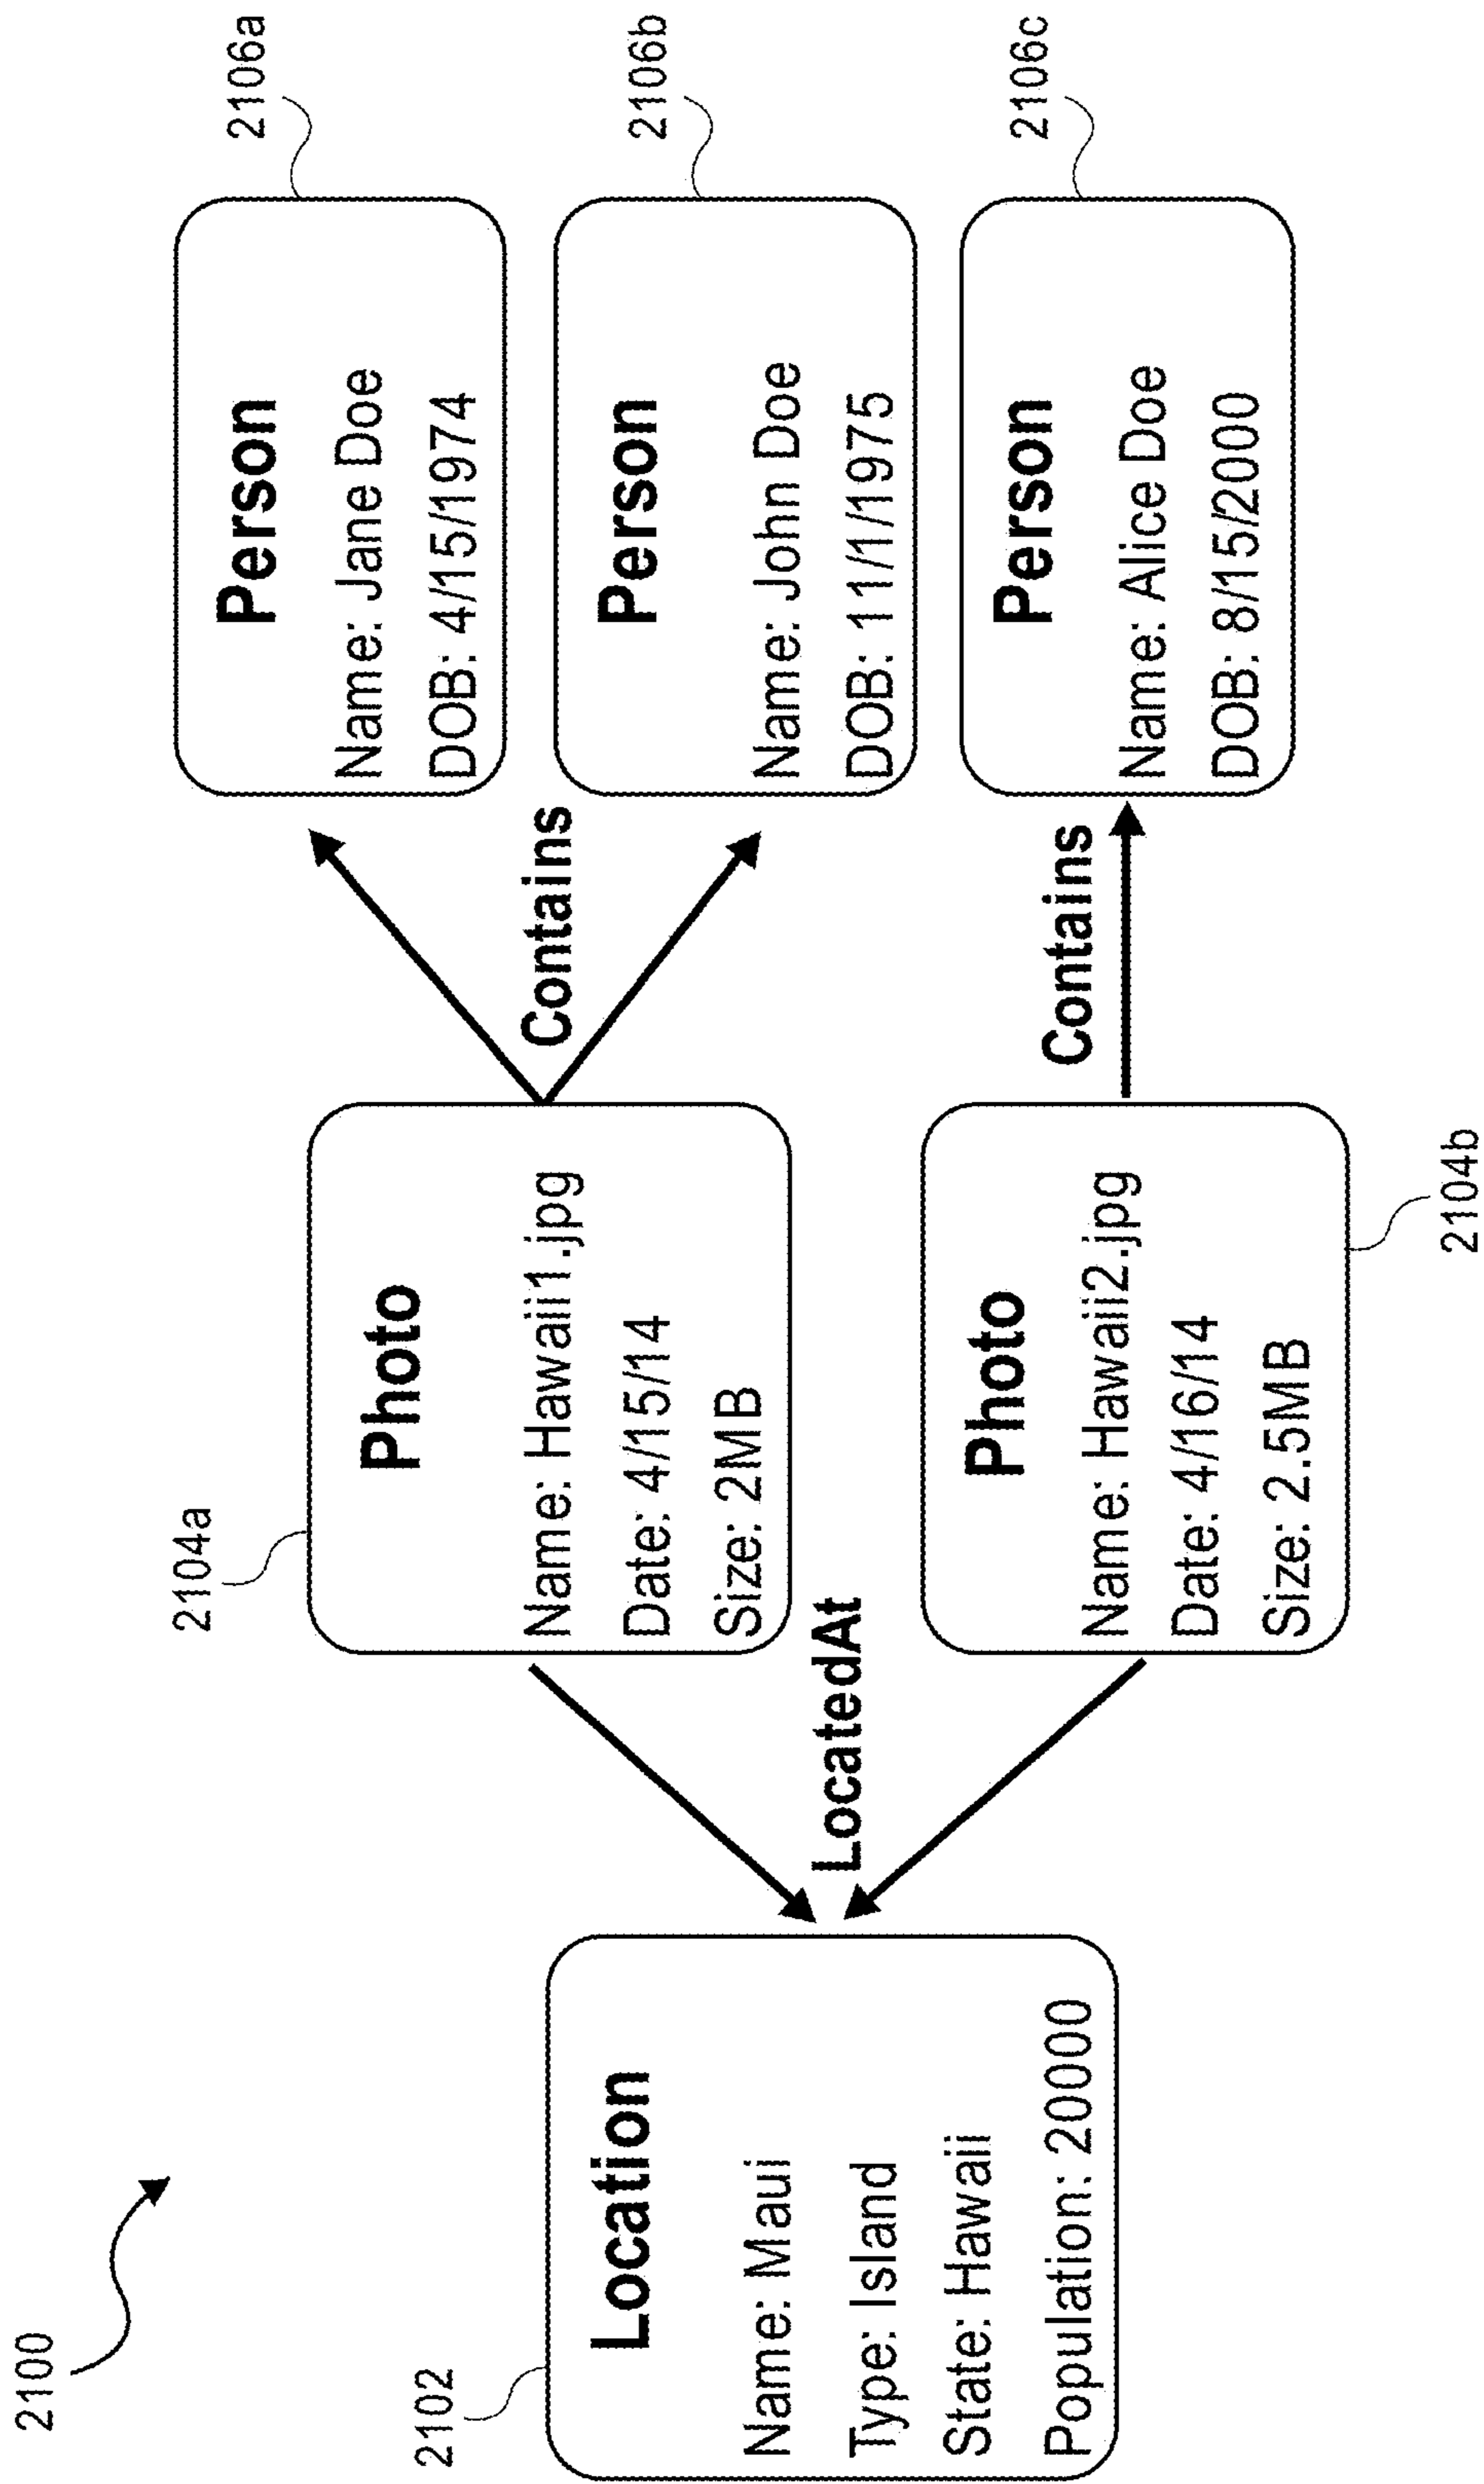 2100
2102
Location
Name: Maui
Type: Island
State: Hawaii
Population: 20000
LocatedAt
2104a
Photo
Name: Hawaii1.jpg
Date: 4/15/14
Size: 2MB
Photo
Name: Hawaii2.jpg
Date: 4/16/14
Size: 2.5MB
2104b
Contains
Contains
Person
Name: Jane Doe
DOB: 4/15/1974
2106a
Person
Name: John Doe
DOB: 11/1/1975
2106b
Person
Name: Alice Doe
DOB: 8/15/2000
2106c